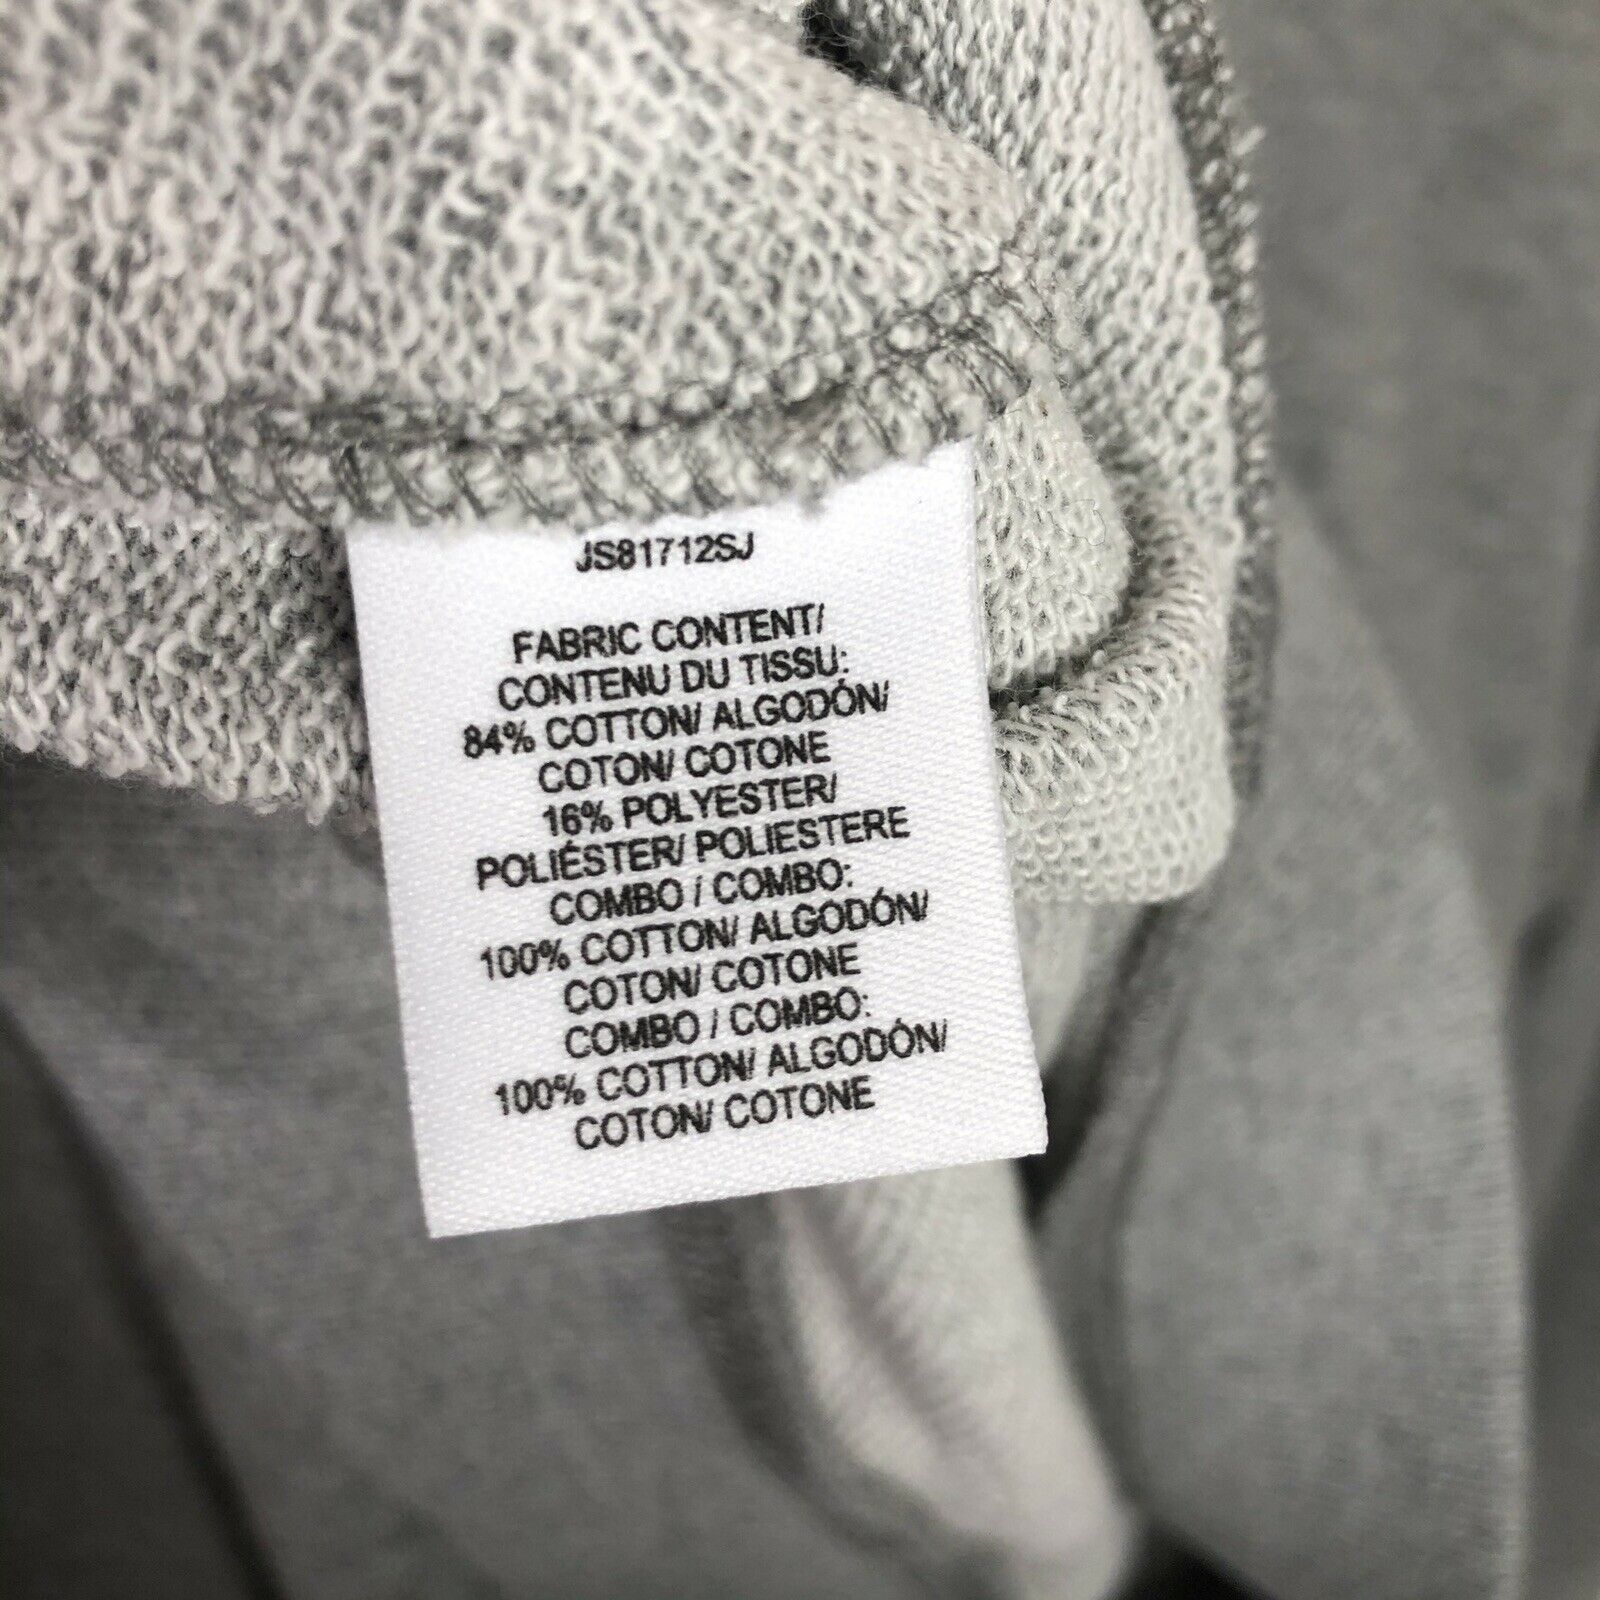 JS81712SJ
FABRIC CONTENT/
CONTENU DU TISSU:
84% COTTON/ ALGODÓN/
COTON/ COTONE
16% POLYESTER/
POLIÉSTER/ POLIESTERE
COMBO / COMBO:
100% COTTON/ ALGODÓN/
COTON/ COTONE
COMBO / COMBO:
100% COTTON/ ALGODÓN/
COTON/ COTONE